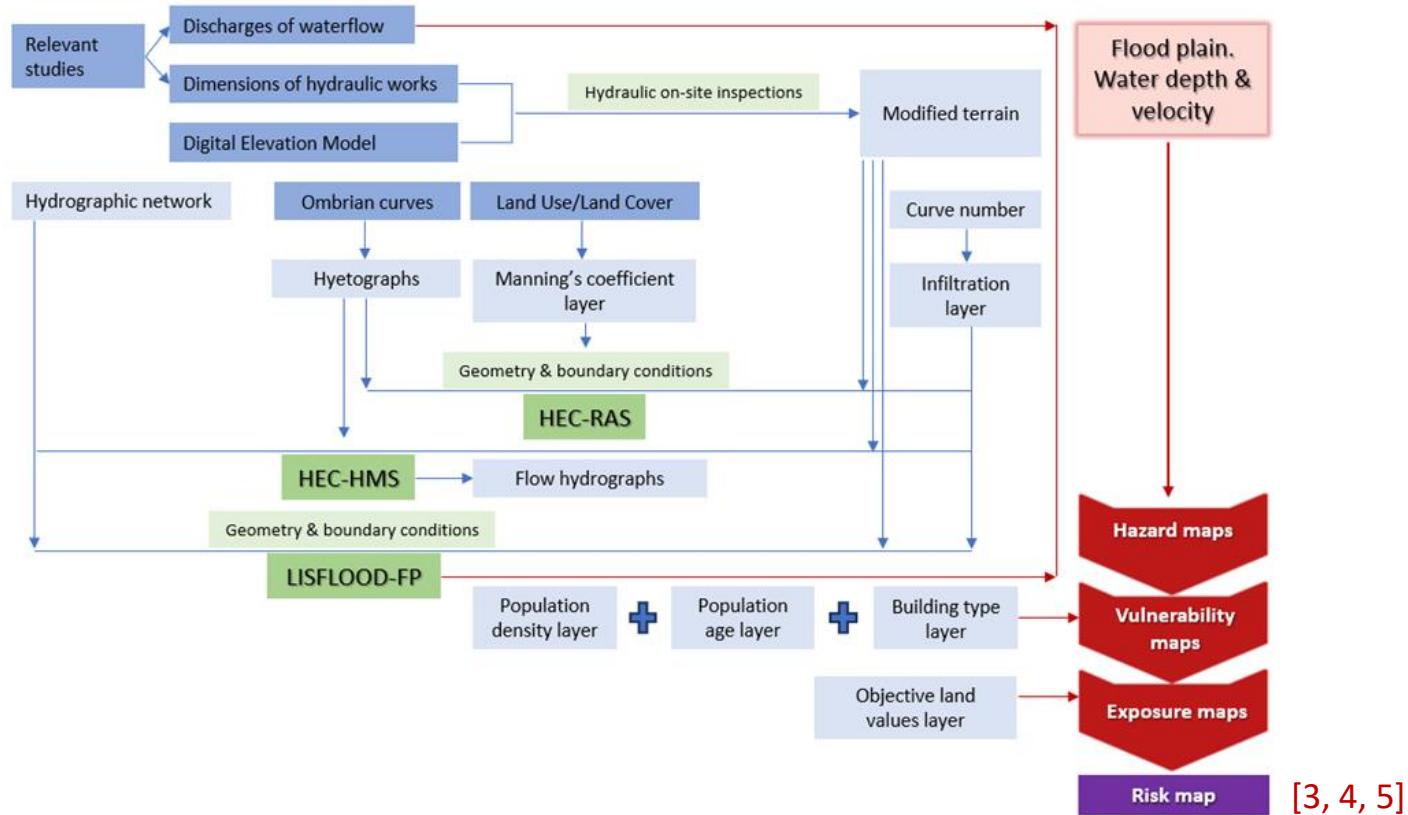 Relevant
studies
Discharges of waterflow
Dimensions of hydraulic works
Digital Elevation Model
Hydraulic on-site inspections
Modified terrain
Flood plain.
Water depth &
velocity
Hydrographic network
Ombrian curves
Land Use/Land Cover
Curve number
Hyetographs
Manning’s coefficient
layer
Infiltration
layer
Geometry & boundary conditions
HEC-RAS
HEC-HMS
Flow hydrographs
Geometry & boundary conditions
LISFLOOD-FP
Hazard maps
Population
density layer
Population
age layer
Building type
layer
Vulnerability
maps
Objective land
values layer
Exposure maps
Risk map
[3, 4, 5]